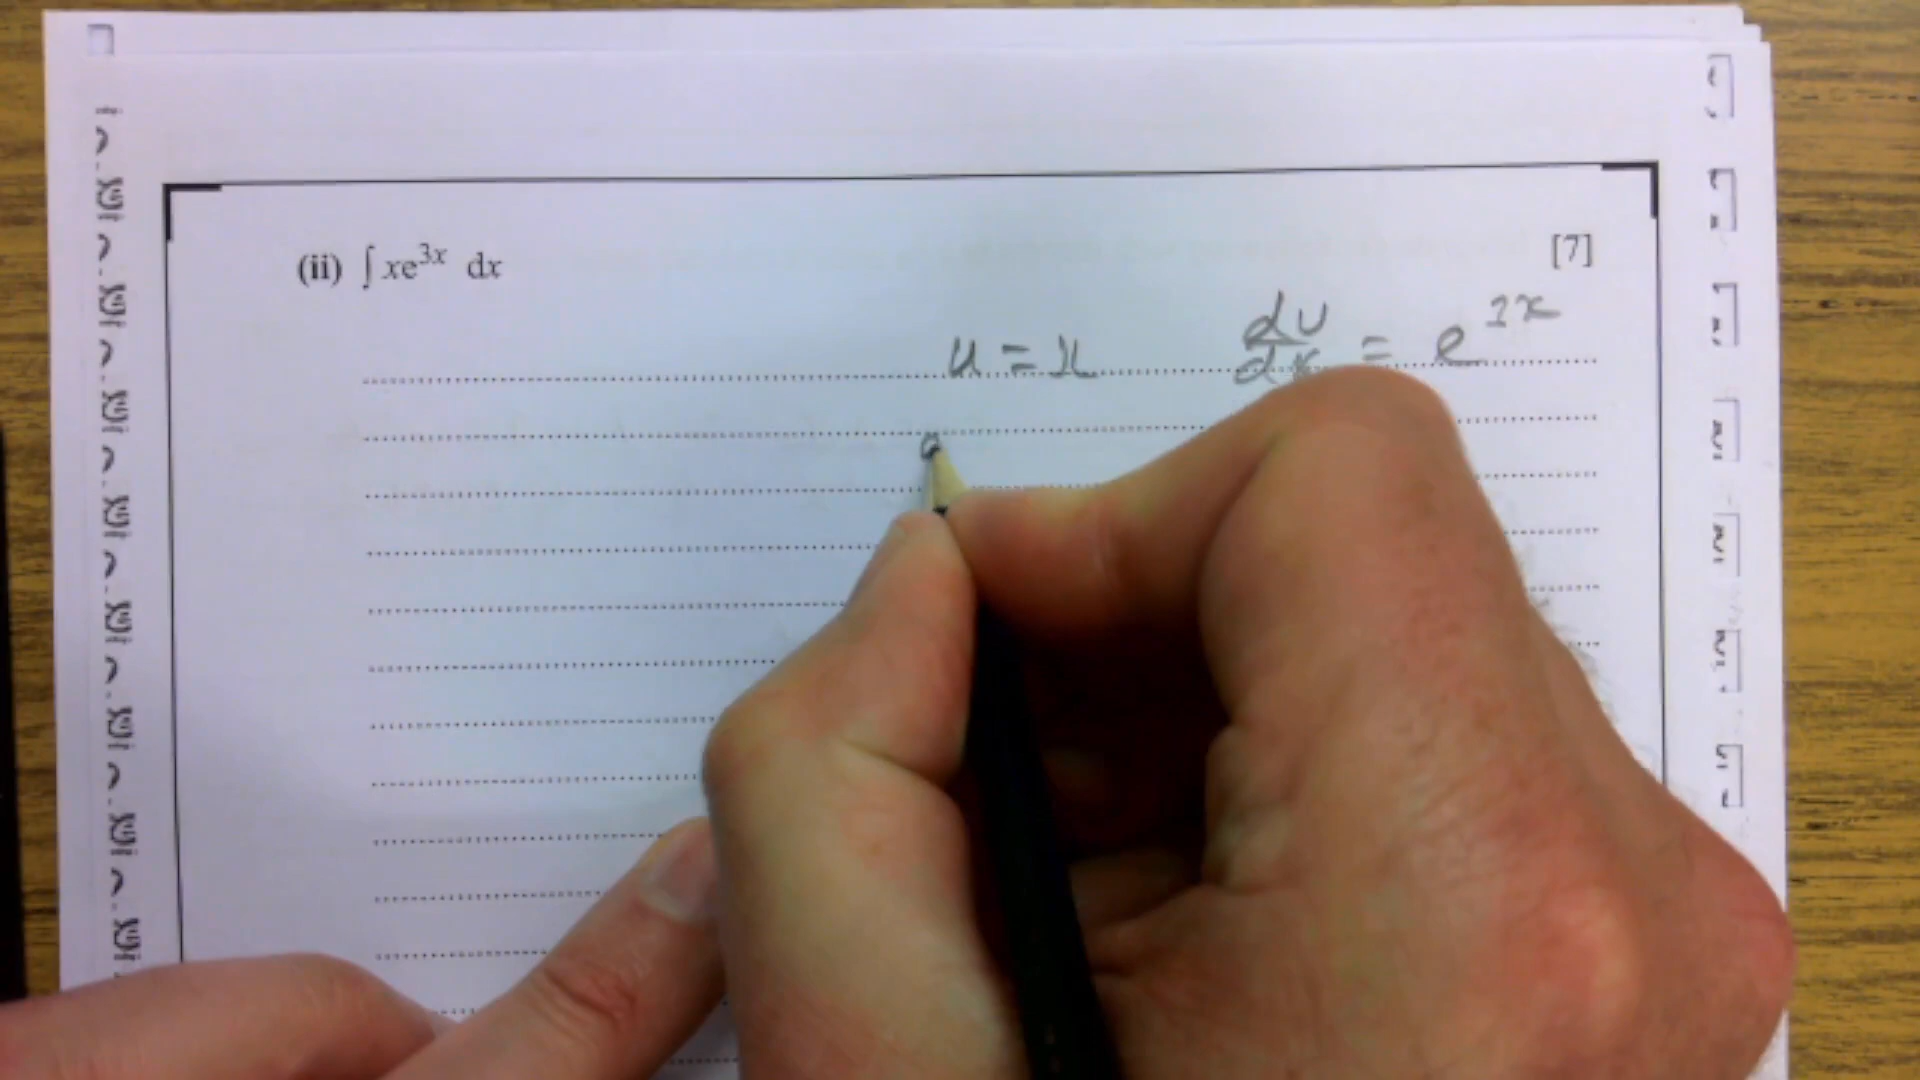 (ii) ∫ xe^{3x} dx [7]
u = x dv/dx = e^{3x}